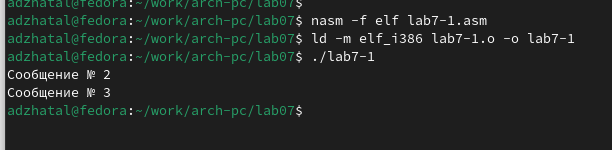 adzhatal@fedora:~/work/arch-pc/lab07$
adzhatal@fedora:~/work/arch-pc/lab07$ nasm -f elf lab7-1.asm
adzhatal@fedora:~/work/arch-pc/lab07$ ld -m elf_i386 lab7-1.o -o lab7-1
adzhatal@fedora:~/work/arch-pc/lab07$ ./lab7-1
Сообщение № 2
Сообщение № 3
adzhatal@fedora:~/work/arch-pc/lab07$